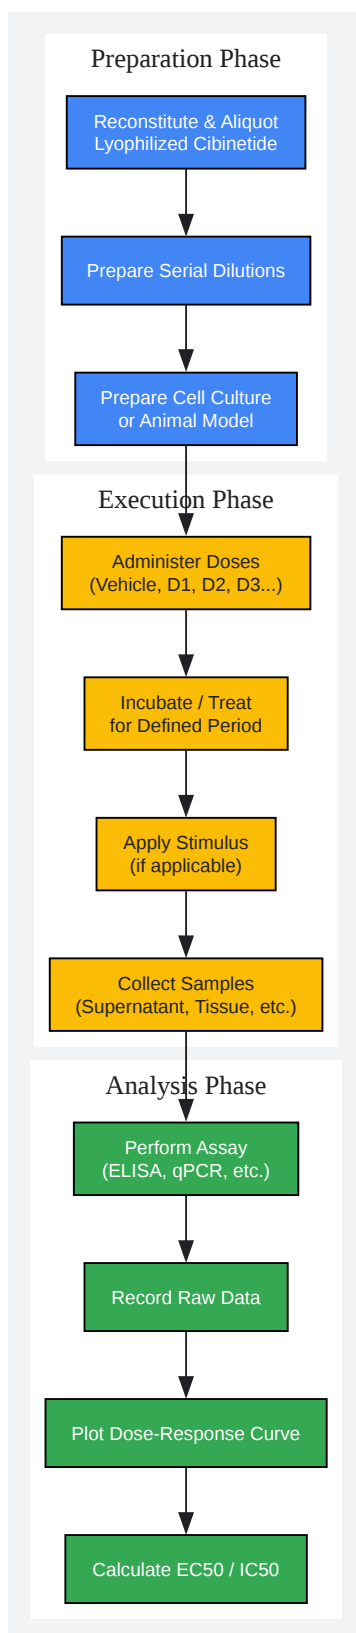 Preparation Phase
Reconstitute & Aliquot
Lyophilized Cibinetide
Prepare Serial Dilutions
Prepare Cell Culture
or Animal Model
Execution Phase
Administer Doses
(Vehicle, D1, D2, D3...)
Incubate / Treat
for Defined Period
Apply Stimulus
(if applicable)
Collect Samples
(Supernatant, Tissue, etc.)
Analysis Phase
Perform Assay
(ELISA, qPCR, etc.)
Record Raw Data
Plot Dose-Response Curve
Calculate EC50 / IC50